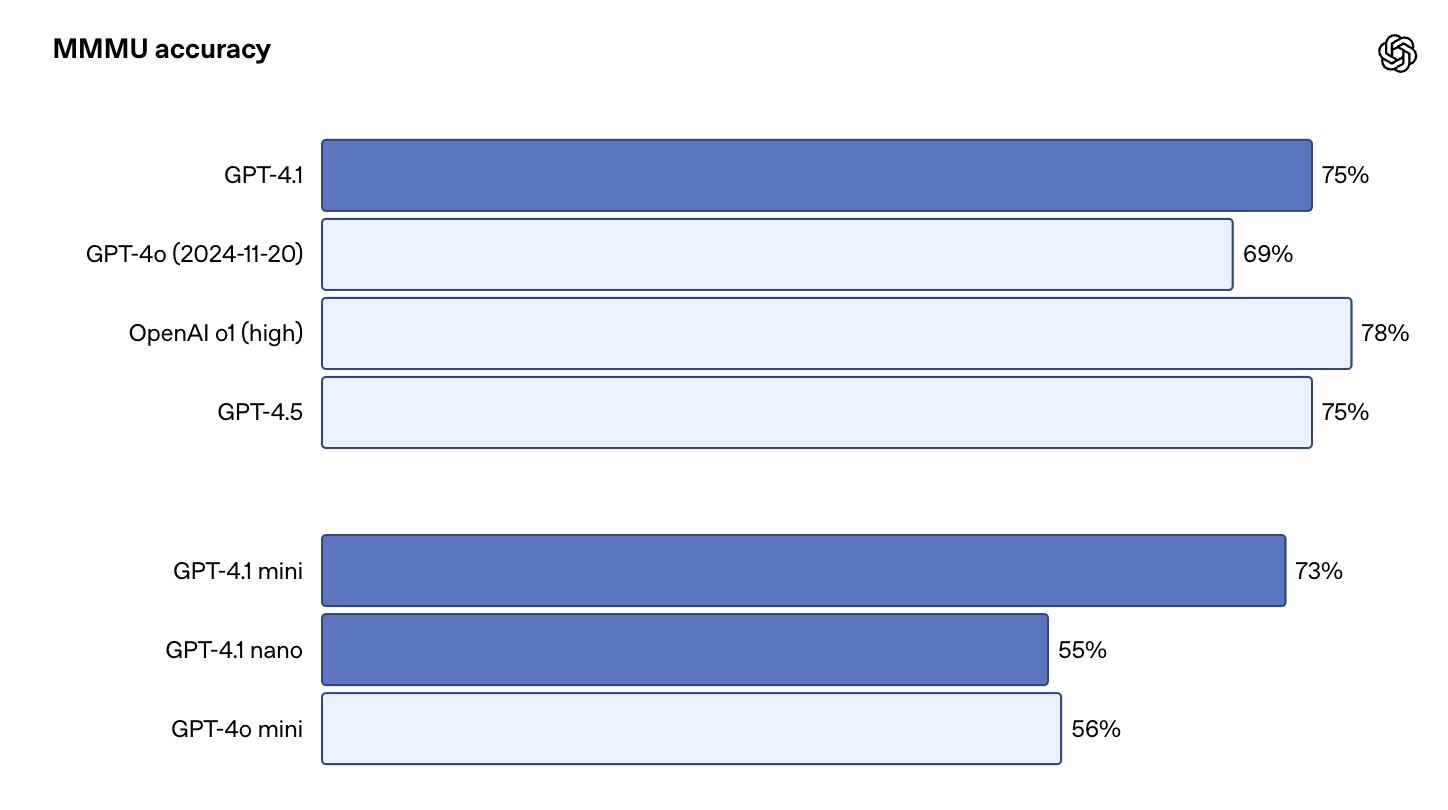 MMMU accuracy
GPT-4.1 75%
GPT-4o (2024-11-20) 69%
OpenAI o1 (high) 78%
GPT-4.5 75%
GPT-4.1 mini 73%
GPT-4.1 nano 55%
GPT-4o mini 56%